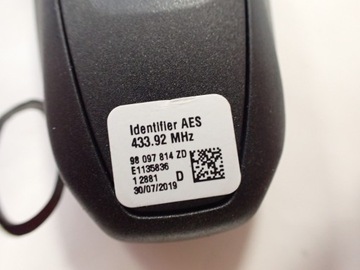 Identifier AES
433.92 MHz
98 097 814 ZD
E1135836
1 2881 D
30/07/2019